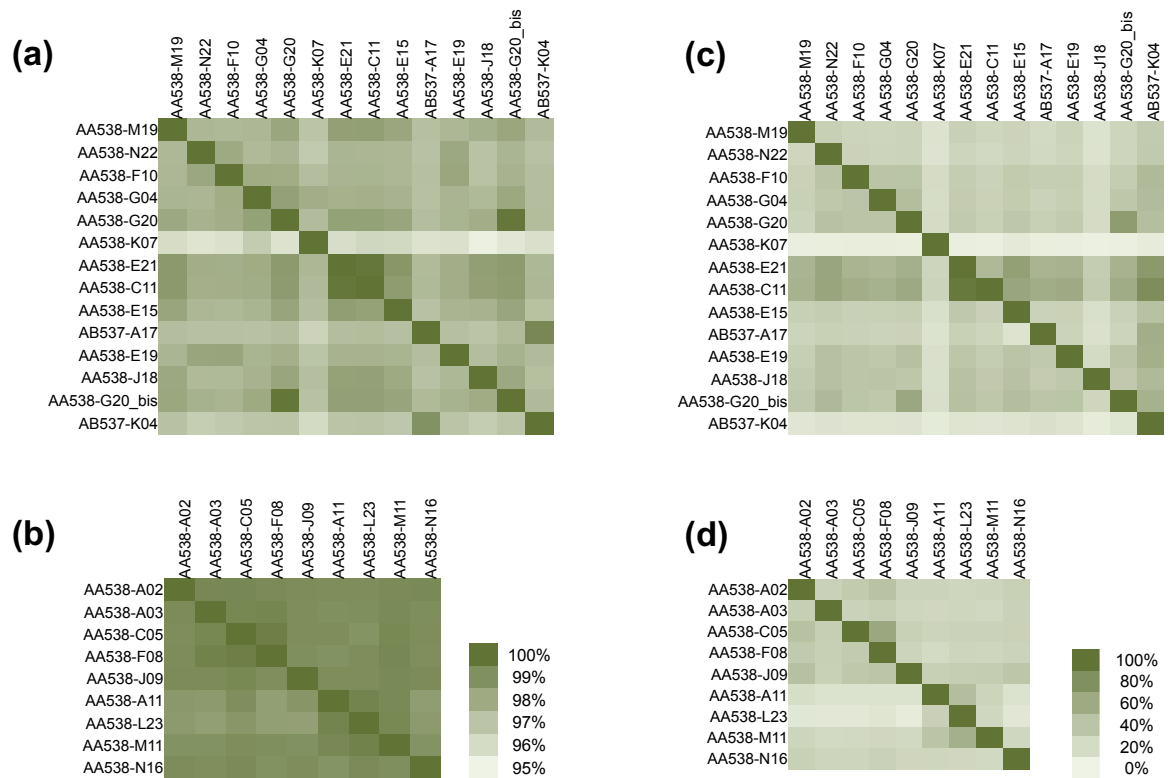 (a)
AA538-M19
AA538-N22
AA538-F10
AA538-G04
AA538-G20
AA538-K07
AA538-E21
AA538-C11
AA538-E15
AB537-A17
AA538-E19
AA538-J18
AA538-G20_bis
AB537-K04
AA538-M19
AA538-N22
AA538-F10
AA538-G04
AA538-G20
AA538-K07
AA538-E21
AA538-C11
AA538-E15
AB537-A17
AA538-E19
AA538-J18
AA538-G20_bis
AB537-K04
(c)
AA538-M19
AA538-N22
AA538-F10
AA538-G04
AA538-G20
AA538-K07
AA538-E21
AA538-C11
AA538-E15
AB537-A17
AA538-E19
AA538-J18
AA538-G20_bis
AB537-K04
AA538-M19
AA538-N22
AA538-F10
AA538-G04
AA538-G20
AA538-K07
AA538-E21
AA538-C11
AA538-E15
AB537-A17
AA538-E19
AA538-J18
AA538-G20_bis
AB537-K04
(b)
AA538-A02
AA538-A03
AA538-C05
AA538-F08
AA538-J09
AA538-A11
AA538-L23
AA538-M11
AA538-N16
AA538-A02
AA538-A03
AA538-C05
AA538-F08
AA538-J09
AA538-A11
AA538-L23
AA538-M11
AA538-N16
100%
99%
98%
97%
96%
95%
(d)
AA538-A02
AA538-A03
AA538-C05
AA538-F08
AA538-J09
AA538-A11
AA538-L23
AA538-M11
AA538-N16
AA538-A02
AA538-A03
AA538-C05
AA538-F08
AA538-J09
AA538-A11
AA538-L23
AA538-M11
AA538-N16
100%
80%
60%
40%
20%
0%